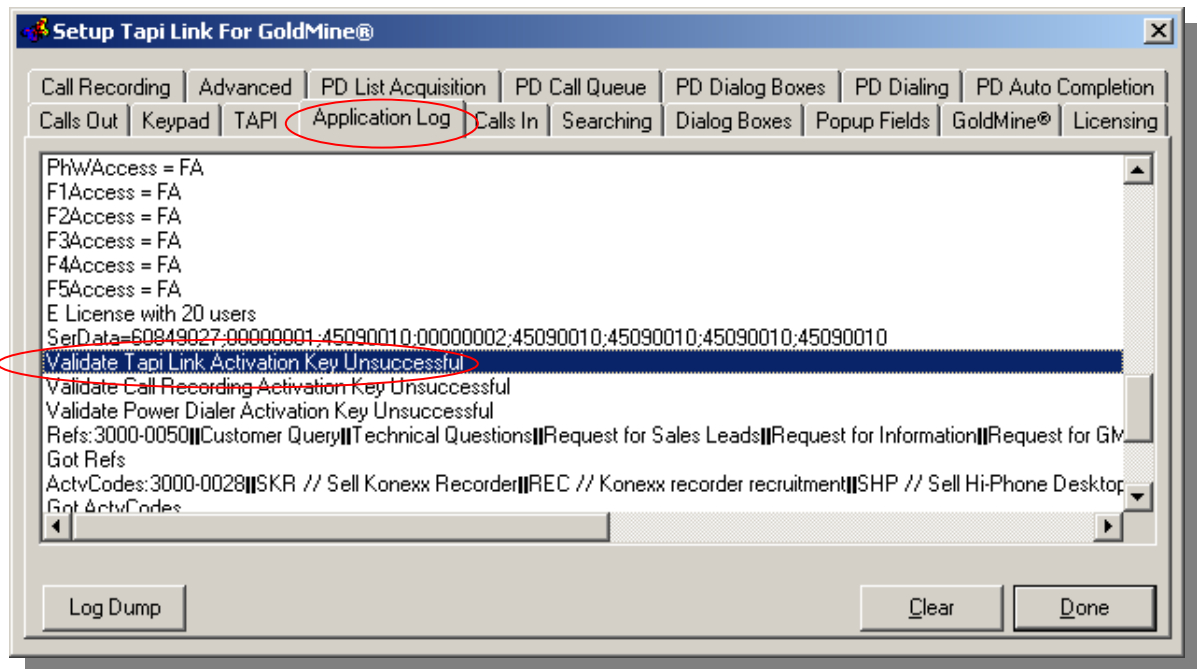 Setup Tapi Link For GoldMine®
Call Recording Advanced PD List Acquisition PD Call Queue PD Dialog Boxes PD Dialing PD Auto Completion
Calls Out Keypad TAPI Application Log Calls In Searching Dialog Boxes Popup Fields GoldMine® Licensing
PhWAccess = FA
F1Access = FA
F2Access = FA
F3Access = FA
F4Access = FA
F5Access = FA
E License with 20 users
SerData=60849027;00000001;45090010;00000002;45090010;45090010;45090010;45090010
Validate Tapi Link Activation Key Unsuccessful
Validate Call Recording Activation Key Unsuccessful
Validate Power Dialer Activation Key Unsuccessful
Refs:3000-0050||Customer Query||Technical Questions||Request for Sales Leads||Request for Information||Request for GM
Got Refs
ActvCodes:3000-0028||SKR // Sell Konexx Recorder||REC // Konexx recorder recruitment||SHP // Sell Hi-Phone Desktop
Got ActvCodes
Log Dump Clear Done